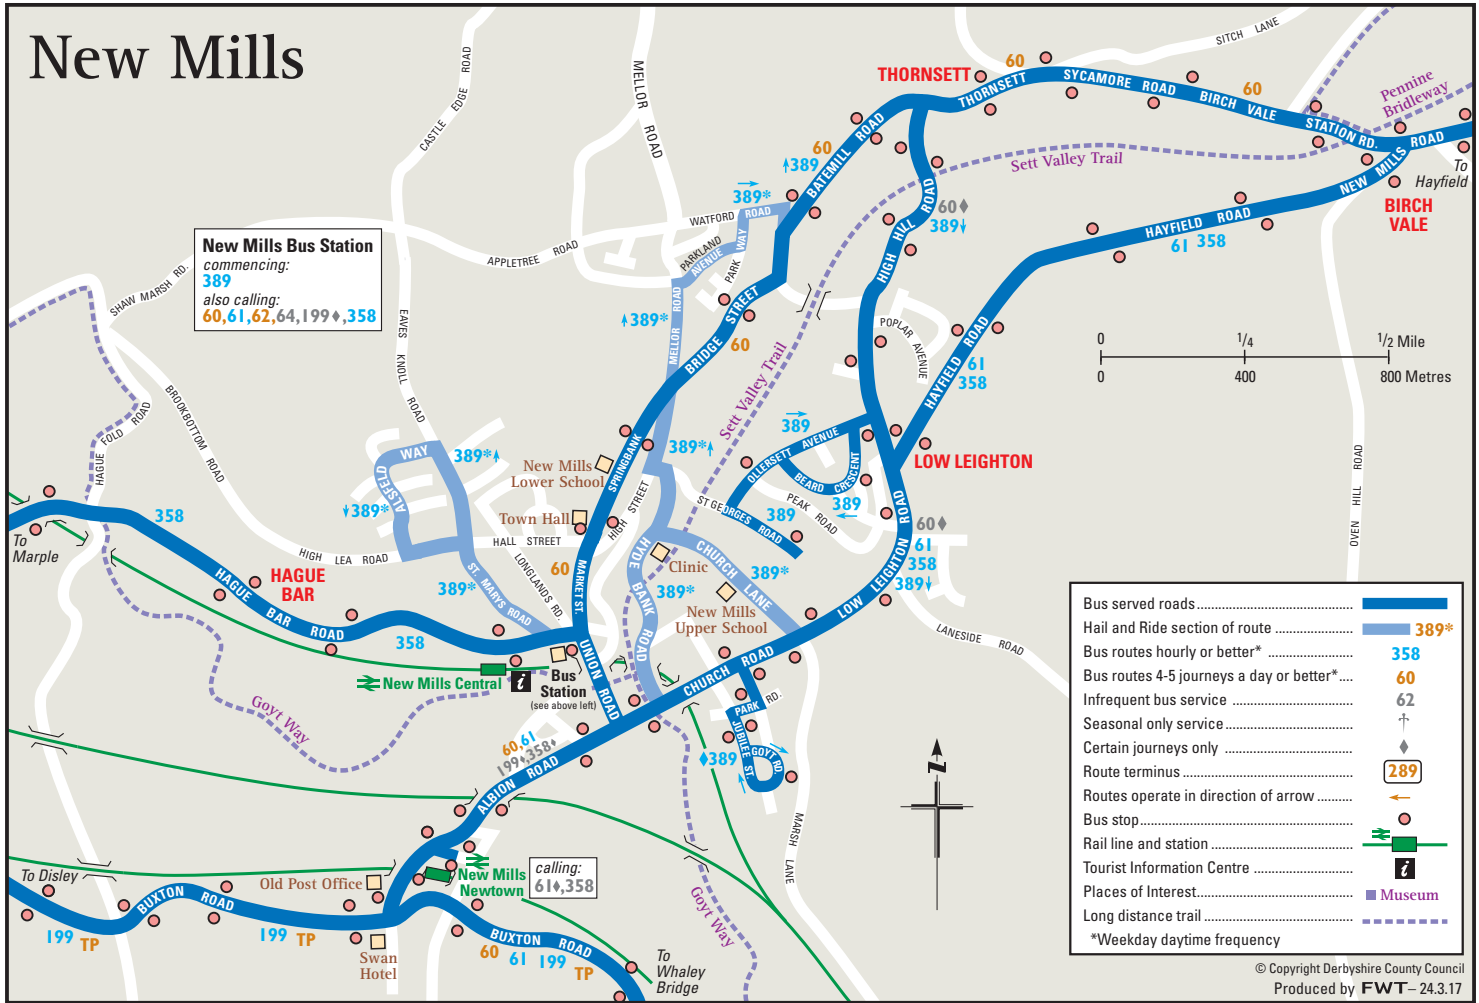 New Mills
New Mills Bus Station
commencing:
389
also calling:
60,61,62,64,199♦,358
THORNSETT
60
THORNSETT
SYCAMORE ROAD
BIRCH VALE
60
STATION RD.
SITCH LANE
Pennine
Bridleway
NEW MILLS ROAD
To
Hayfield
BIRCH
VALE
HAYFIELD ROAD
61 358
Sett Valley Trail
CASTLE EDGE ROAD
MELLOR ROAD
BATEMILL ROAD
60
↑389
→
389*
WATFORD ROAD
PARKLAND
AVENUE
PARK WAY
APPLETREE ROAD
SHAW MARSH RD.
HIGH HILL ROAD
60♦
389↓
EAVES KNOLL ROAD
MELLOR ROAD
↑389*
BRIDGE STREET
60
Sett Valley Trail
POPLAR AVENUE
HAYFIELD ROAD
61
358
0 1/4 1/2 Mile
0 400 800 Metres
BROOKBOTTOM ROAD
HAGUE FOLD ROAD
ALSFELD WAY
389*↑
↓389*
SPRINGBANK
389*↑
New Mills
Lower School
Town Hall
HALL STREET
HIGH STREET
HIGH LEA ROAD
LONGLANDS RD.
ST. MARYS ROAD
389*
60
MARKET ST.
→
389
OLLERSETT AVENUE
BEARD CRESCENT
389
←
PEAK ROAD
ST GEORGES ROAD
389
LOW LEIGHTON
LOW LEIGHTON ROAD
60♦
61
358
389↓
OVEN HILL ROAD
LANESIDE ROAD
HYDE BANK ROAD
CHURCH LANE
Clinic
389*
389*
New Mills
Upper School
To
Marple
358
HAGUE
BAR
HAGUE BAR ROAD
358
New Mills Central
i
Bus
Station
(see above left)
UNION ROAD
CHURCH ROAD
PARK RD.
JUBILEE ST.
GOYT RD.
♦389
Goyt Way
60,61
199♦,358♦
ALBION ROAD
MARSH LANE
Goyt Way
N
To Disley
BUXTON ROAD
199 TP
199 TP
Old Post Office
New Mills
Newtown
calling:
61♦,358
Swan
Hotel
BUXTON ROAD
60 61 199 TP
To
Whaley
Bridge
Bus served roads
Hail and Ride section of route 389*
Bus routes hourly or better* 358
Bus routes 4-5 journeys a day or better* 60
Infrequent bus service 62
Seasonal only service †
Certain journeys only ♦
Route terminus 289
Routes operate in direction of arrow ←
Bus stop
Rail line and station
Tourist Information Centre i
Places of Interest Museum
Long distance trail
*Weekday daytime frequency
© Copyright Derbyshire County Council
Produced by FWT – 24.3.17